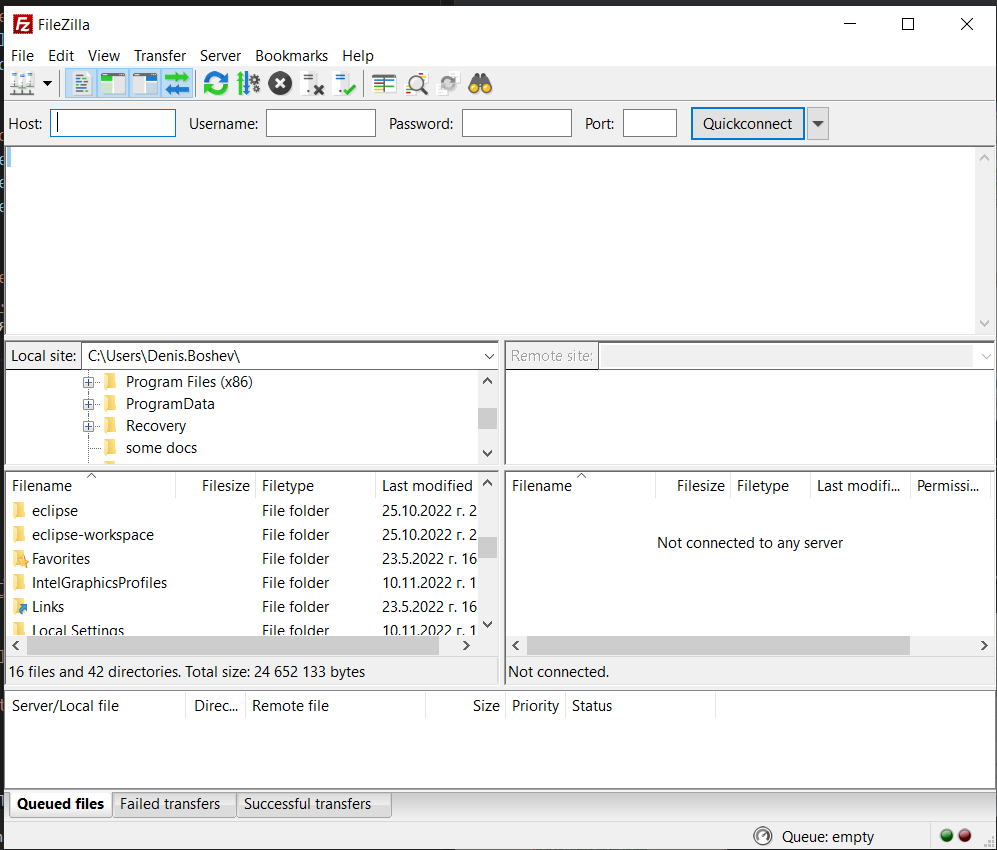 FileZilla
File Edit View Transfer Server Bookmarks Help
Host: Username: Password: Port: Quickconnect
Local site: C:\Users\Denis.Boshev\
Program Files (x86)
ProgramData
Recovery
some docs
Remote site:
Filename Filesize Filetype Last modified
eclipse File folder 25.10.2022 г. 2
eclipse-workspace File folder 25.10.2022 г. 2
Favorites File folder 23.5.2022 г. 16
IntelGraphicsProfiles File folder 10.11.2022 г. 1
Links File folder 23.5.2022 г. 16
Local Settings File folder 10.11.2022 г. 1
16 files and 42 directories. Total size: 24 652 133 bytes
Filename Filesize Filetype Last modifi... Permissi...
Not connected to any server
Not connected.
Server/Local file Direc... Remote file Size Priority Status
Queued files Failed transfers Successful transfers
Queue: empty